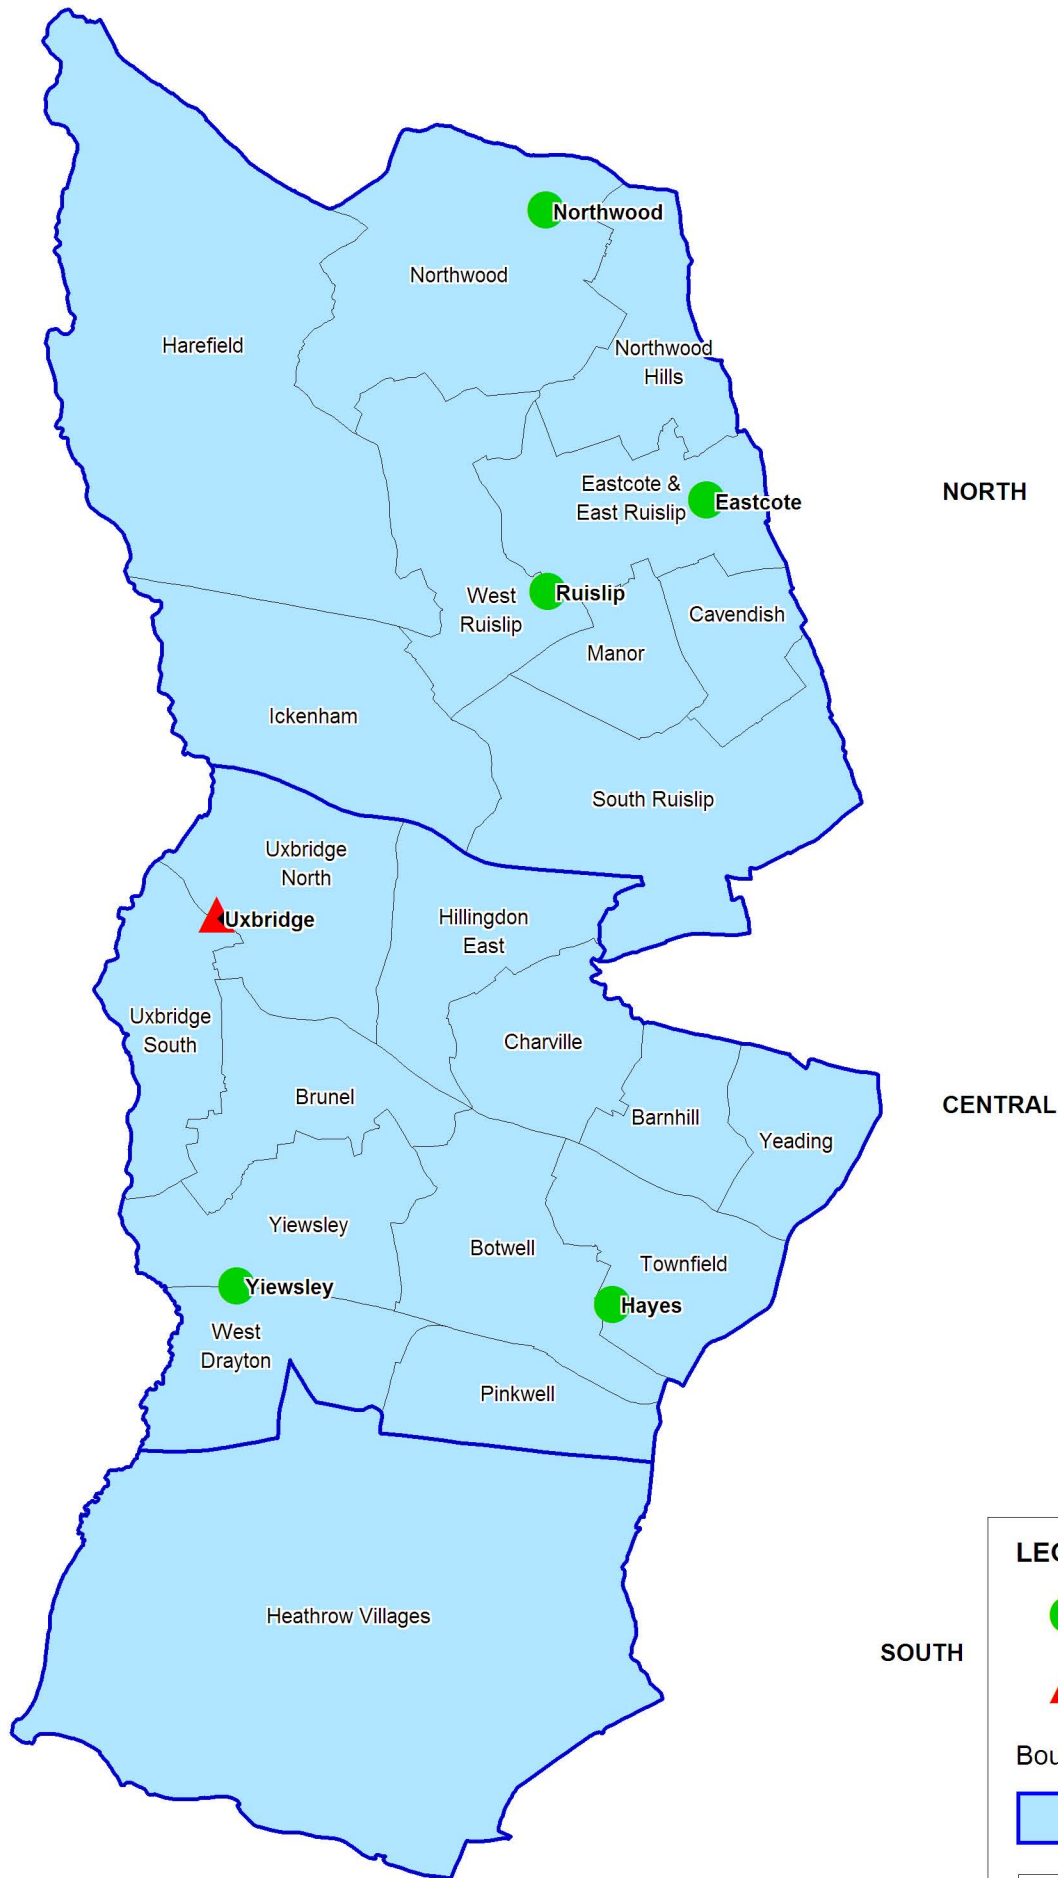 Northwood
Northwood
Harefield
Northwood
Hills
Eastcote &
East Ruislip
Eastcote
NORTH
West
Ruislip
Ruislip
Cavendish
Manor
Ickenham
South Ruislip
Uxbridge
North
Uxbridge
Hillingdon
East
Uxbridge
South
Charville
Brunel
CENTRAL
Barnhill
Yeading
Yiewsley
Botwell
Townfield
Yiewsley
Hayes
West
Drayton
Pinkwell
Heathrow Villages
SOUTH